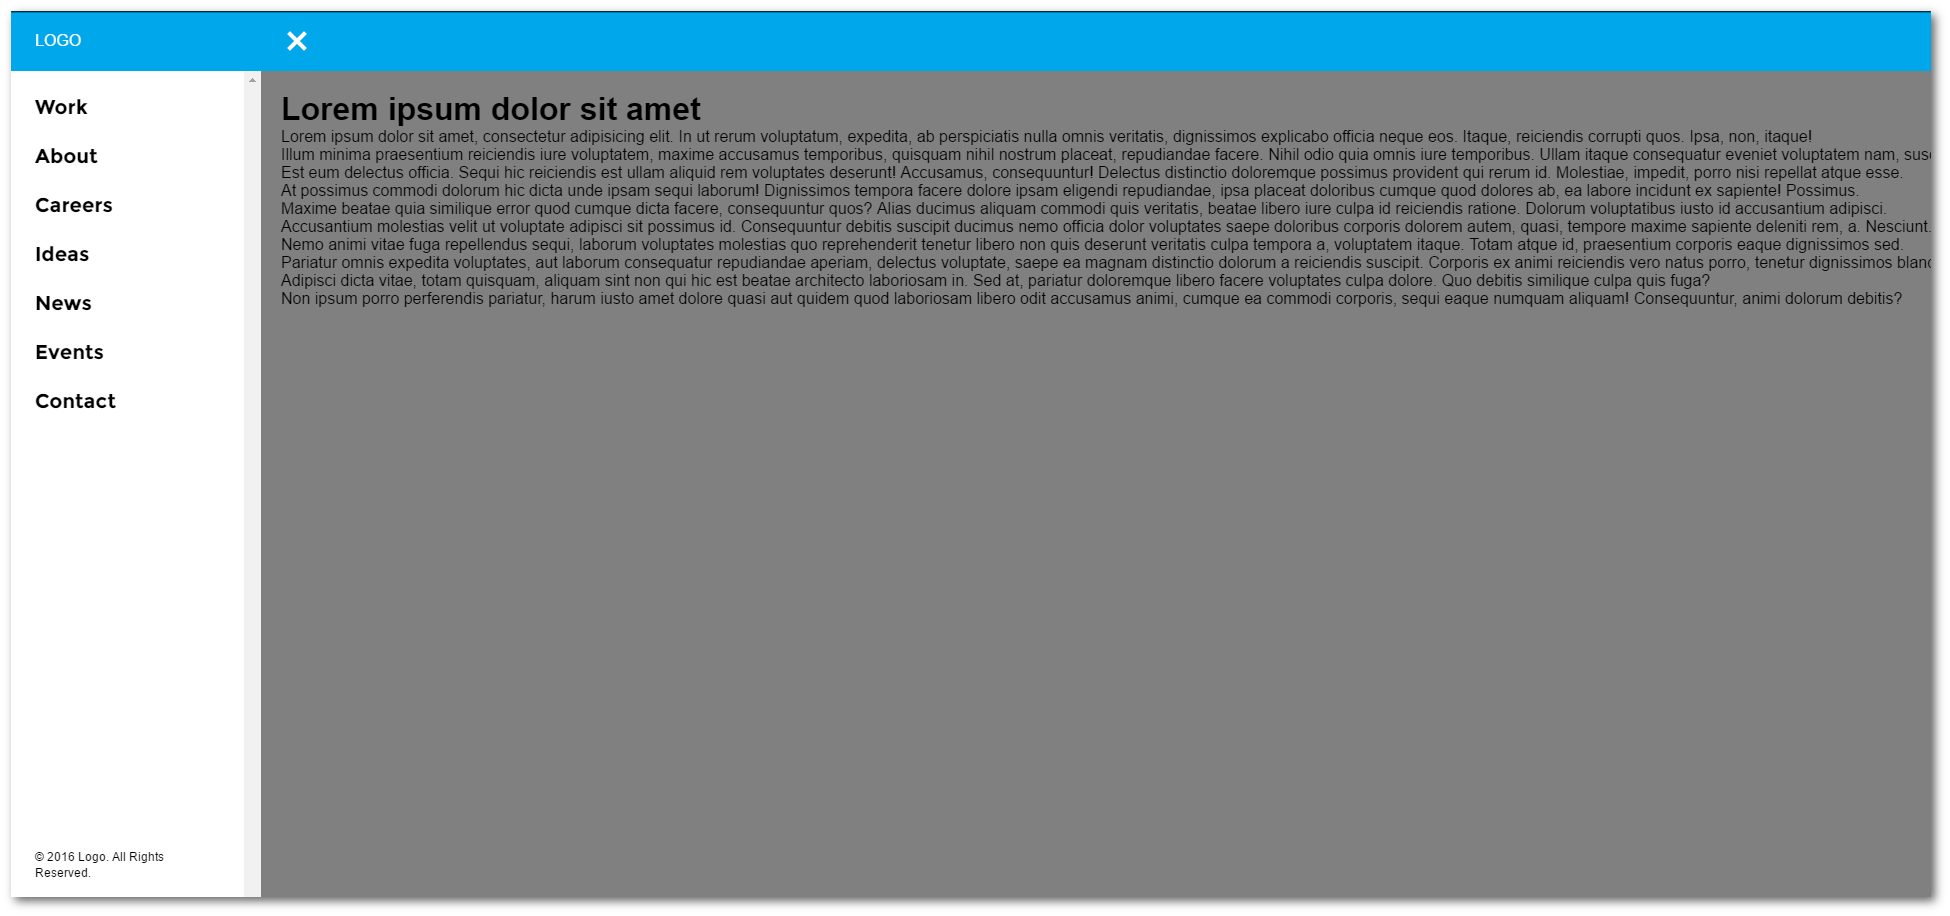 LOGO
Work
About
Careers
Ideas
News
Events
Contact
© 2016 Logo. All Rights
Reserved.
Lorem ipsum dolor sit amet
Lorem ipsum dolor sit amet, consectetur adipisicing elit. In ut rerum voluptatum, expedita, ab perspiciatis nulla omnis veritatis, dignissimos explicabo officia neque eos. Itaque, reiciendis corrupti quos. Ipsa, non, itaque!
Illum minima praesentium reiciendis iure voluptatem, maxime accusamus temporibus, quisquam nihil nostrum placeat, repudiandae facere. Nihil odio quia omnis iure temporibus. Ullam itaque consequatur eveniet voluptatem nam,
Est eum delectus officia. Sequi hic reiciendis est ullam aliquid rem voluptates deserunt! Accusamus, consequuntur! Delectus distinctio doloremque possimus provident qui rerum id. Molestiae, impedit, porro nisi repellat atque esse.
At possimus commodi dolorum hic dicta unde ipsam sequi laborum! Dignissimos tempora facere dolore ipsam eligendi repudiandae, ipsa placeat doloribus cumque quod dolores ab, ea labore incidunt ex sapiente! Possimus.
Maxime beatae quia similique error quod cumque dicta facere, consequuntur quos? Alias ducimus aliquam commodi quis veritatis, beatae libero iure culpa id reiciendis ratione. Dolorum voluptatibus iusto id accusantium adipisci.
Accusantium molestias velit ut voluptate adipisci sit possimus id. Consequuntur debitis suscipit ducimus nemo officia dolor voluptates saepe doloribus corporis dolorem autem, quasi, tempore maxime sapiente deleniti rem, a. Nesciunt.
Nemo animi vitae fuga repellendus sequi, laborum voluptates molestias quo reprehenderit tenetur libero non quis deserunt veritatis culpa tempora a, voluptatem itaque. Totam atque id, praesentium corporis eaque dignissimos sed.
Pariatur omnis expedita voluptates, aut laborum consequatur repudiandae aperiam, delectus voluptate, saepe ea magnam distinctio dolorum a reiciendis suscipit. Corporis ex animi reiciendis vero natus porro, tenetur dignissimos
Adipisci dicta vitae, totam quisquam, aliquam sint non qui hic est beatae architecto laboriosam in. Sed at, pariatur doloremque libero facere voluptates culpa dolore. Quo debitis similique culpa quis fuga?
Non ipsum porro perferendis pariatur, harum iusto amet dolore quasi aut quidem quod laboriosam libero odit accusamus animi, cumque ea commodi corporis, sequi eaque numquam aliquam! Consequuntur, animi dolorum debitis?